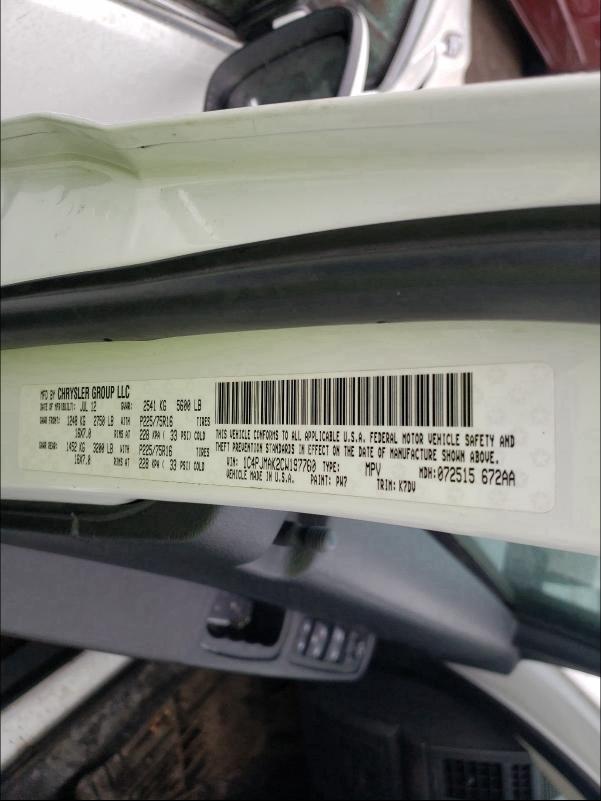 MFD BY CHRYSLER GROUP LLC
DATE OF MFR/BUILT: JUL 12 GVWR: 2541 KG 5600 LB
GAWR FRONT: 1248 KG 2750 LB WITH P225/75R16 TIRES
16X7.0 RIMS AT 228 KPA ( 33 PSI) COLD
GAWR REAR: 1452 KG 3200 LB WITH P225/75R16 TIRES
16X7.0 RIMS AT 228 KPA ( 33 PSI) COLD
THIS VEHICLE CONFORMS TO ALL APPLICABLE U.S.A. FEDERAL MOTOR VEHICLE SAFETY AND
THEFT PREVENTION STANDARDS IN EFFECT ON THE DATE OF MANUFACTURE SHOWN ABOVE.
VIN: 1C4PJMAK2CW197760 TYPE: MPV MDH: 072515 672AA
VEHICLE MADE IN U.S.A. PAINT: PW7 TRIM: K7DV